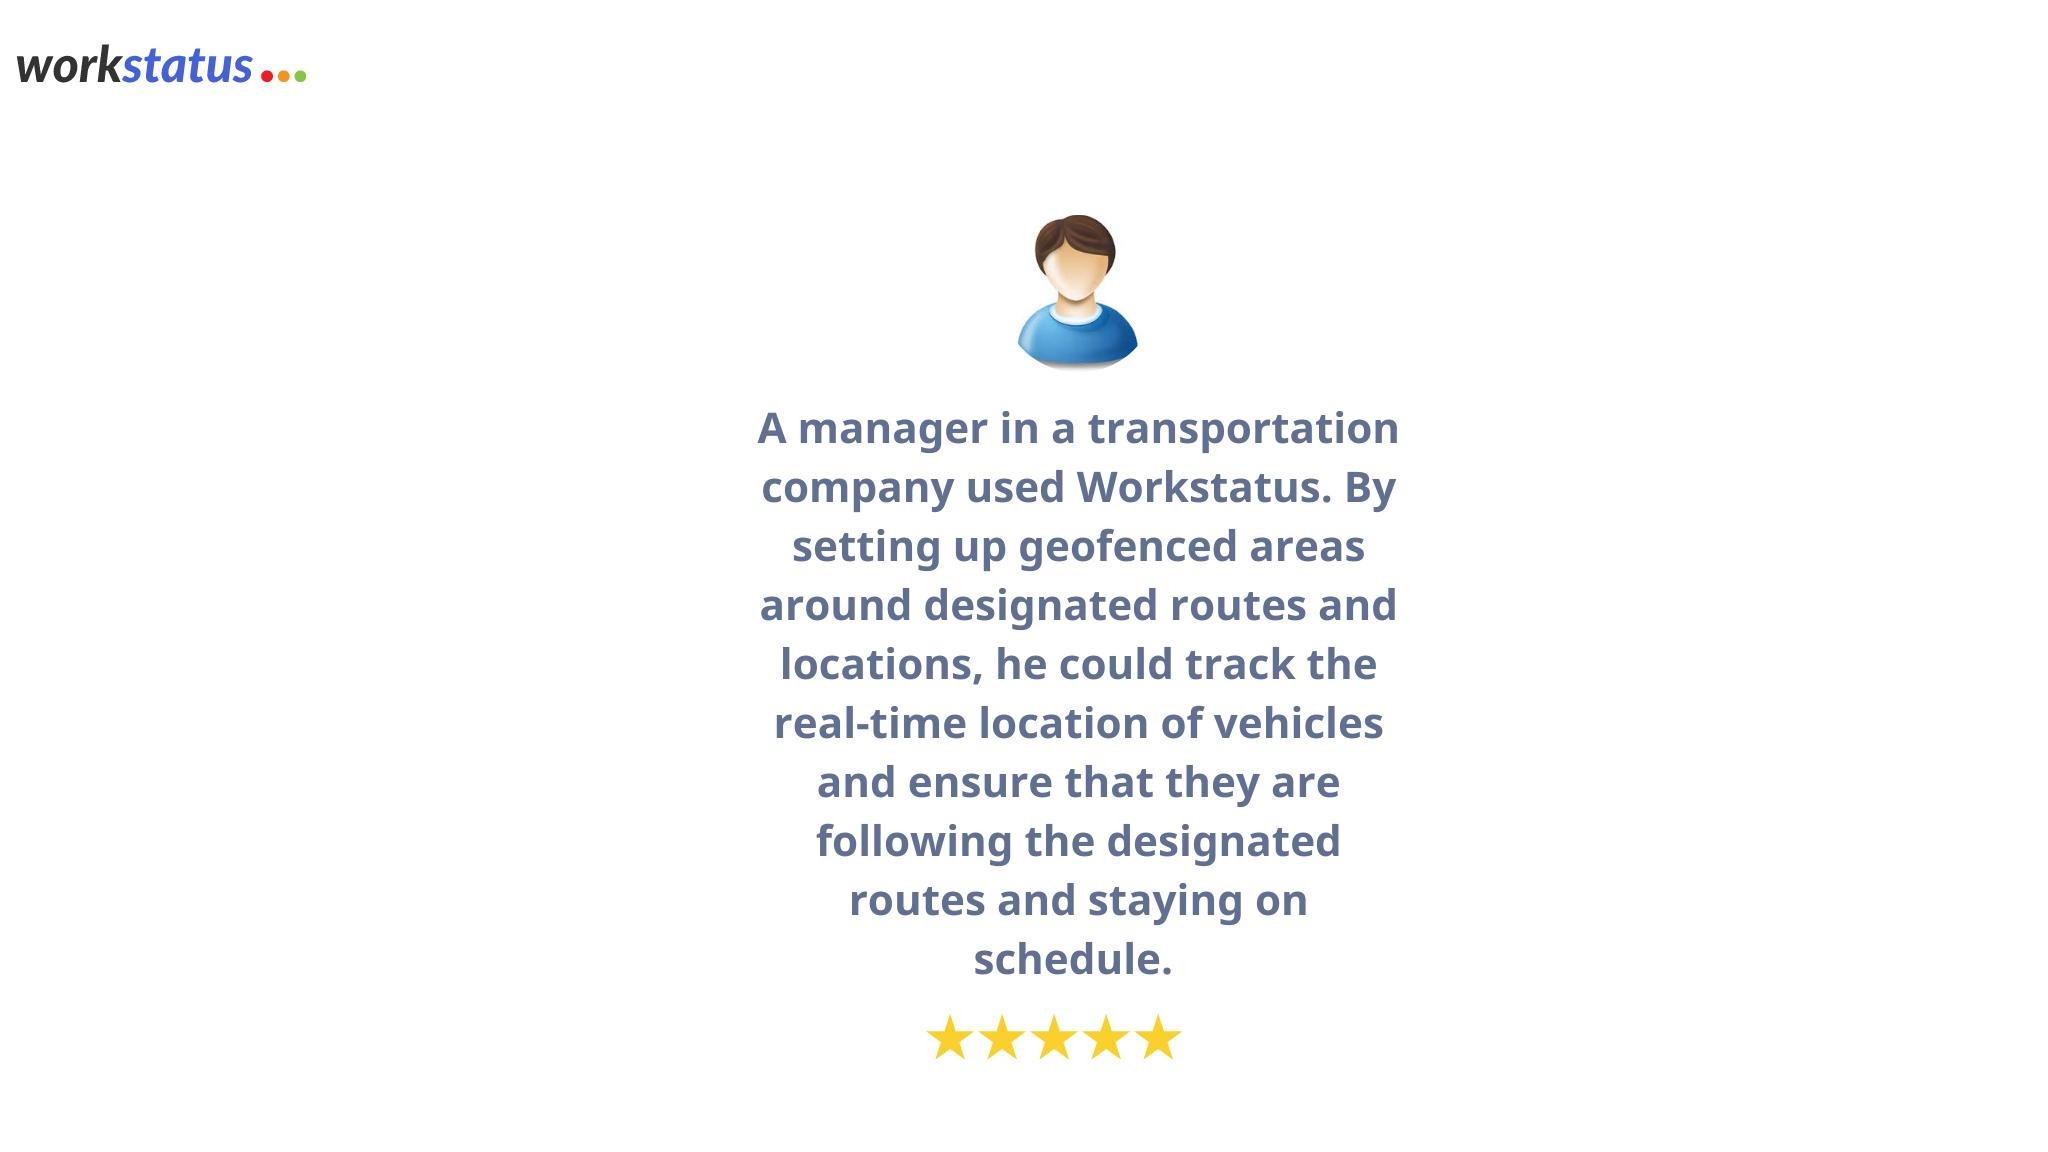 workstatus
A manager in a transportation
company used Workstatus. By
setting up geofenced areas
around designated routes and
locations, he could track the
real-time location of vehicles
and ensure that they are
following the designated
routes and staying on
schedule.